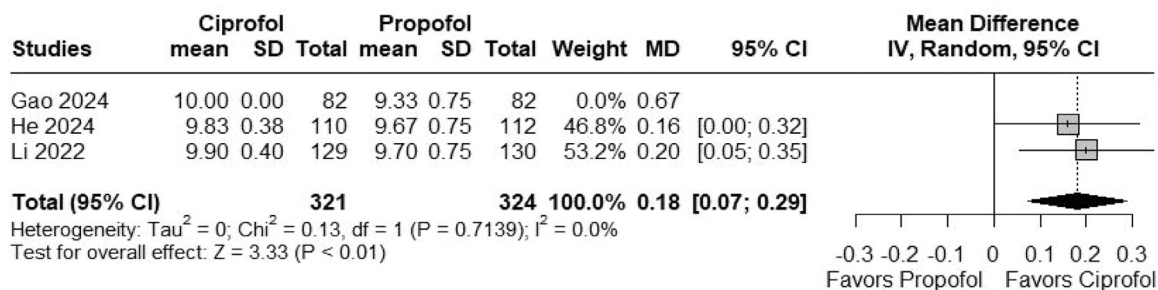 Ciprofol Propofol Mean Difference
Studies mean SD Total mean SD Total Weight MD 95% CI IV, Random, 95% CI
Gao 2024 10.00 0.00 82 9.33 0.75 82 0.0% 0.67
He 2024 9.83 0.38 110 9.67 0.75 112 46.8% 0.16 [0.00; 0.32]
Li 2022 9.90 0.40 129 9.70 0.75 130 53.2% 0.20 [0.05; 0.35]
Total (95% CI) 321 324 100.0% 0.18 [0.07; 0.29]
Heterogeneity: Tau² = 0; Chi² = 0.13, df = 1 (P = 0.7139); I² = 0.0%
Test for overall effect: Z = 3.33 (P < 0.01)
-0.3 -0.2 -0.1 0 0.1 0.2 0.3
Favors Propofol Favors Ciprofol